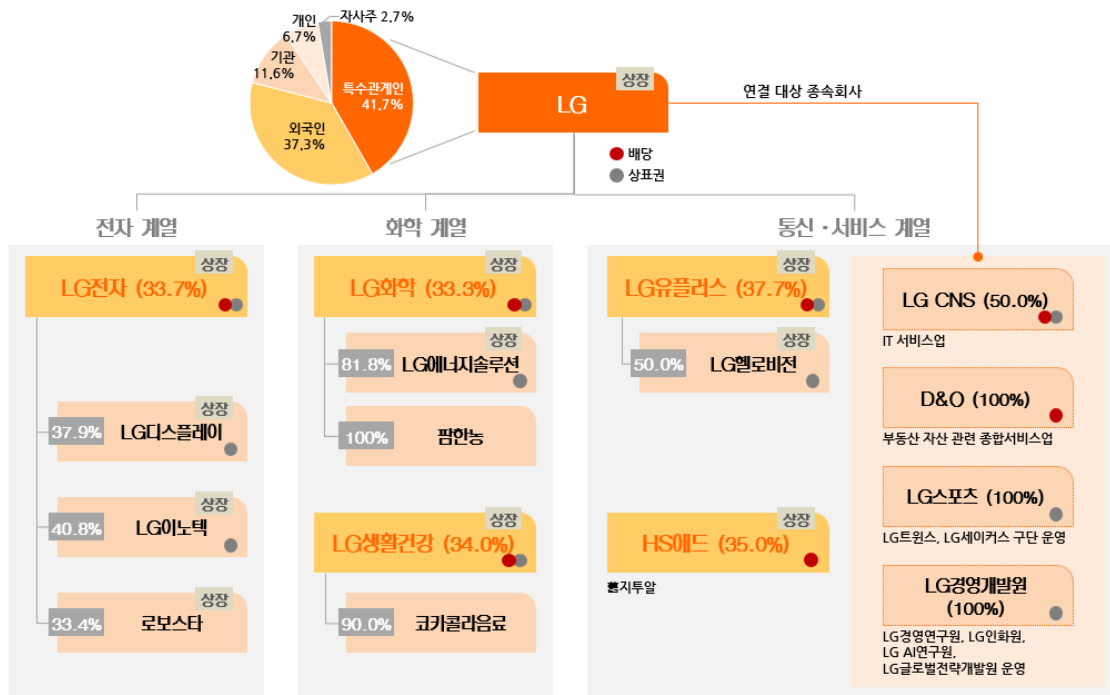 자사주 2.7%
개인
6.7%
기관
11.6%
특수관계인
41.7%
외국인
37.3%
상장
LG
연결 대상 종속회사
배당
상표권
전자 계열
화학 계열
통신·서비스 계열
상장
LG전자 (33.7%)
상장
37.9%
LG디스플레이
상장
40.8%
LG이노텍
상장
33.4%
로보스타
상장
LG화학 (33.3%)
상장
81.8%
LG에너지솔루션
100%
팜한농
상장
LG생활건강 (34.0%)
90.0%
코카콜라음료
상장
LG유플러스 (37.7%)
상장
50.0%
LG헬로비전
상장
HS애드 (35.0%)
舊지투알
LG CNS (50.0%)
IT 서비스업
D&O (100%)
부동산 자산 관련 종합서비스업
LG스포츠 (100%)
LG트윈스, LG세이커스 구단 운영
LG경영개발원
(100%)
LG경영연구원, LG인화원,
LG AI연구원,
LG글로벌전략개발원 운영